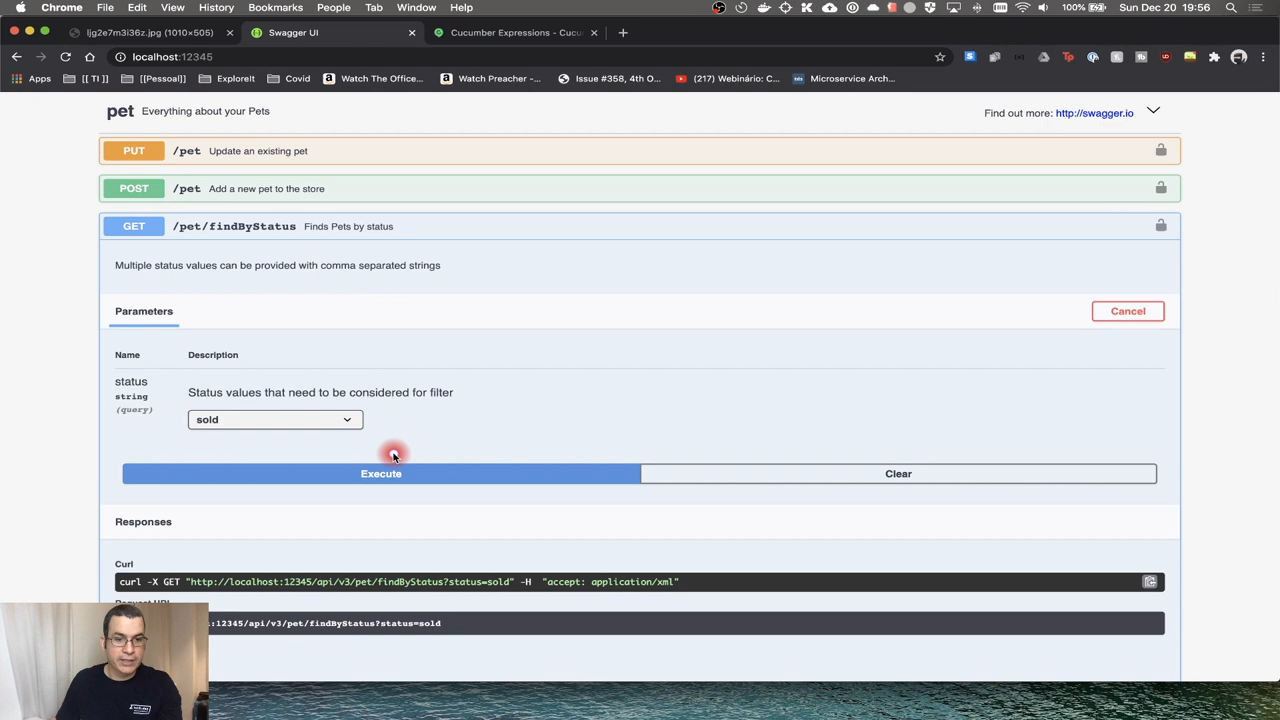 Chrome File Edit View History Bookmarks People Tab Window Help 100% Sun Dec 20 19:56
ljg2e7m3i36z.jpg (1010×505) Swagger UI Cucumber Expressions - Cucu
localhost:12345
Apps [[ TI ]] [[Pessoal]] ExploreIt Covid Watch The Office... Watch Preacher -... Issue #358, 4th O... (217) Webinário: C... Microservice Arch...
pet Everything about your Pets Find out more: http://swagger.io
PUT /pet Update an existing pet
POST /pet Add a new pet to the store
GET /pet/findByStatus Finds Pets by status
Multiple status values can be provided with comma separated strings
Parameters Cancel
Name Description
status
string
(query)
Status values that need to be considered for filter
sold
Execute Clear
Responses
Curl
curl -X GET "http://localhost:12345/api/v3/pet/findByStatus?status=sold" -H "accept: application/xml"
:12345/api/v3/pet/findByStatus?status=sold